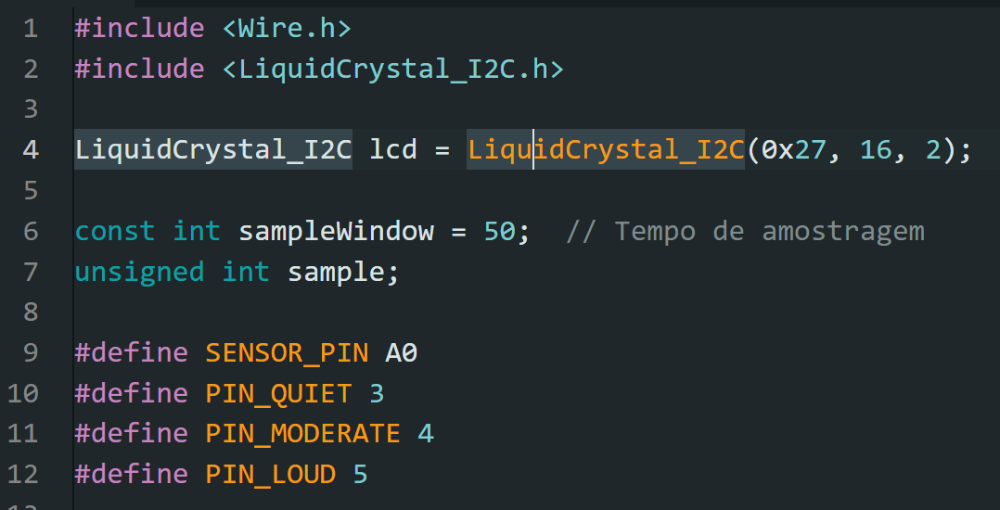 1 #include <Wire.h>
2 #include <LiquidCrystal_I2C.h>
3
4 LiquidCrystal_I2C lcd = LiquidCrystal_I2C(0x27, 16, 2);
5
6 const int sampleWindow = 50;  // Tempo de amostragem
7 unsigned int sample;
8
9 #define SENSOR_PIN A0
10 #define PIN_QUIET 3
11 #define PIN_MODERATE 4
12 #define PIN_LOUD 5